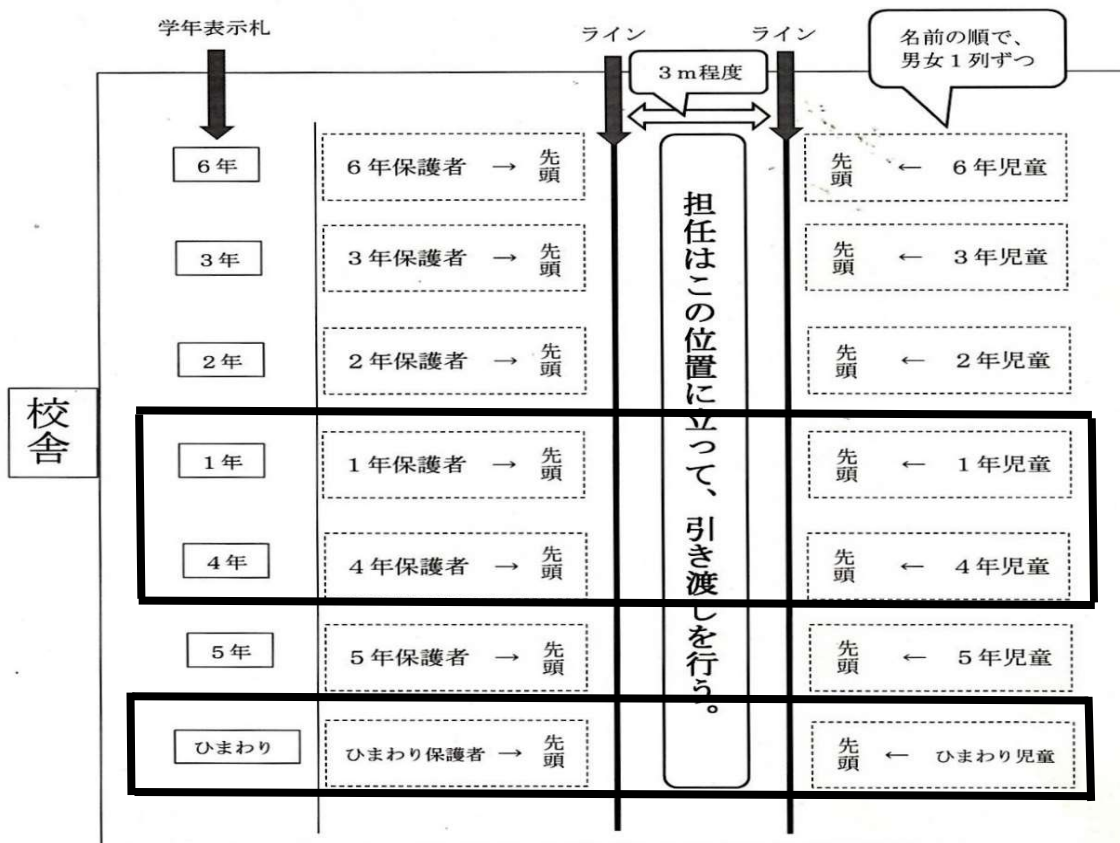 学年表示札
ライン
ライン
3m程度
名前の順で、
男女1列ずつ
校舎
6年
6年保護者 → 先頭
先頭 ← 6年児童
3年
3年保護者 → 先頭
先頭 ← 3年児童
2年
2年保護者 → 先頭
先頭 ← 2年児童
1年
1年保護者 → 先頭
先頭 ← 1年児童
4年
4年保護者 → 先頭
先頭 ← 4年児童
5年
5年保護者 → 先頭
先頭 ← 5年児童
ひまわり
ひまわり保護者 → 先頭
先頭 ← ひまわり児童
担任はこの位置に立って、引き渡しを行う。